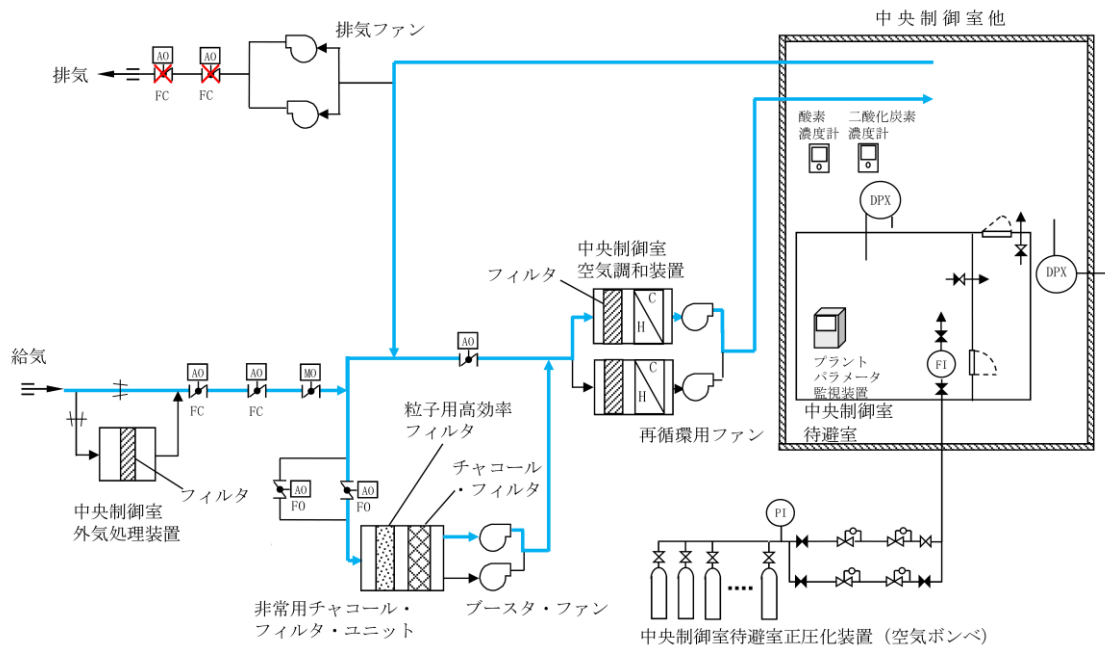 中央制御室他
排気ファン
AO
AO
排気
FC
FC
酸素
濃度計
二酸化炭素
濃度計
DPX
DPX
中央制御室
空気調和装置
フィルタ
C
H
C
H
再循環用ファン
プラント
パラメータ
監視装置
FI
中央制御室
待避室
給気
AO
FC
AO
FC
MO
AO
フィルタ
中央制御室
外気処理装置
粒子用高効率
フィルタ
チャコール
・フィルタ
AO
FO
AO
FO
非常用チャコール・
フィルタ・ユニット
ブースタ・ファン
PI
中央制御室待避室正圧化装置（空気ボンベ）